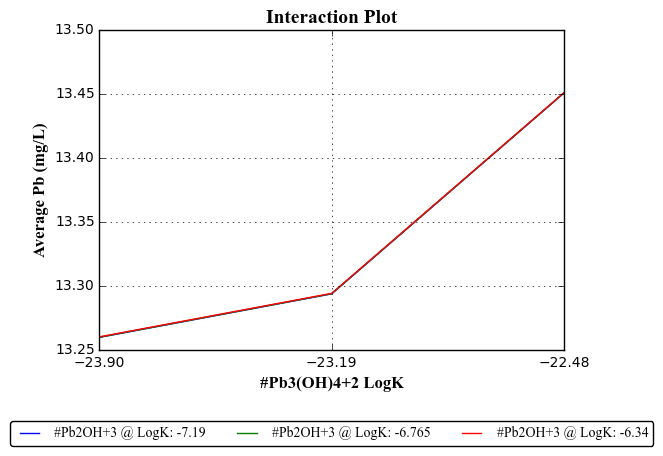 Interaction Plot
13.50
13.45
13.40
13.35
13.30
13.25
Average Pb (mg/L)
−23.90 −23.19 −22.48
#Pb3(OH)4+2 LogK
#Pb2OH+3 @ LogK: -7.19 #Pb2OH+3 @ LogK: -6.765 #Pb2OH+3 @ LogK: -6.34